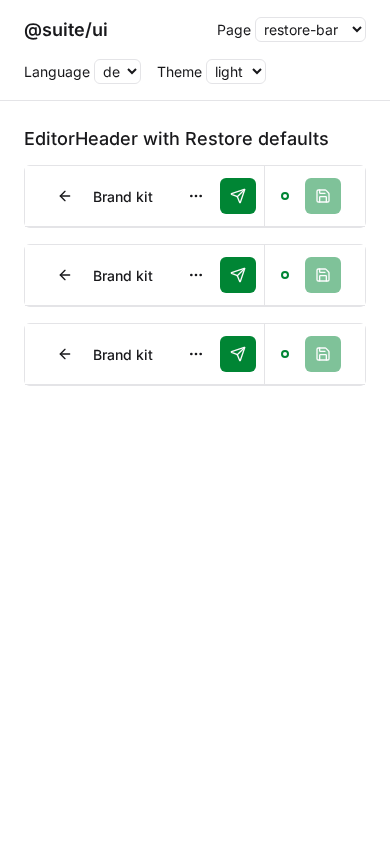 @suite/ui
Page restore-bar
Language de Theme light
EditorHeader with Restore defaults
Brand kit
Brand kit
Brand kit